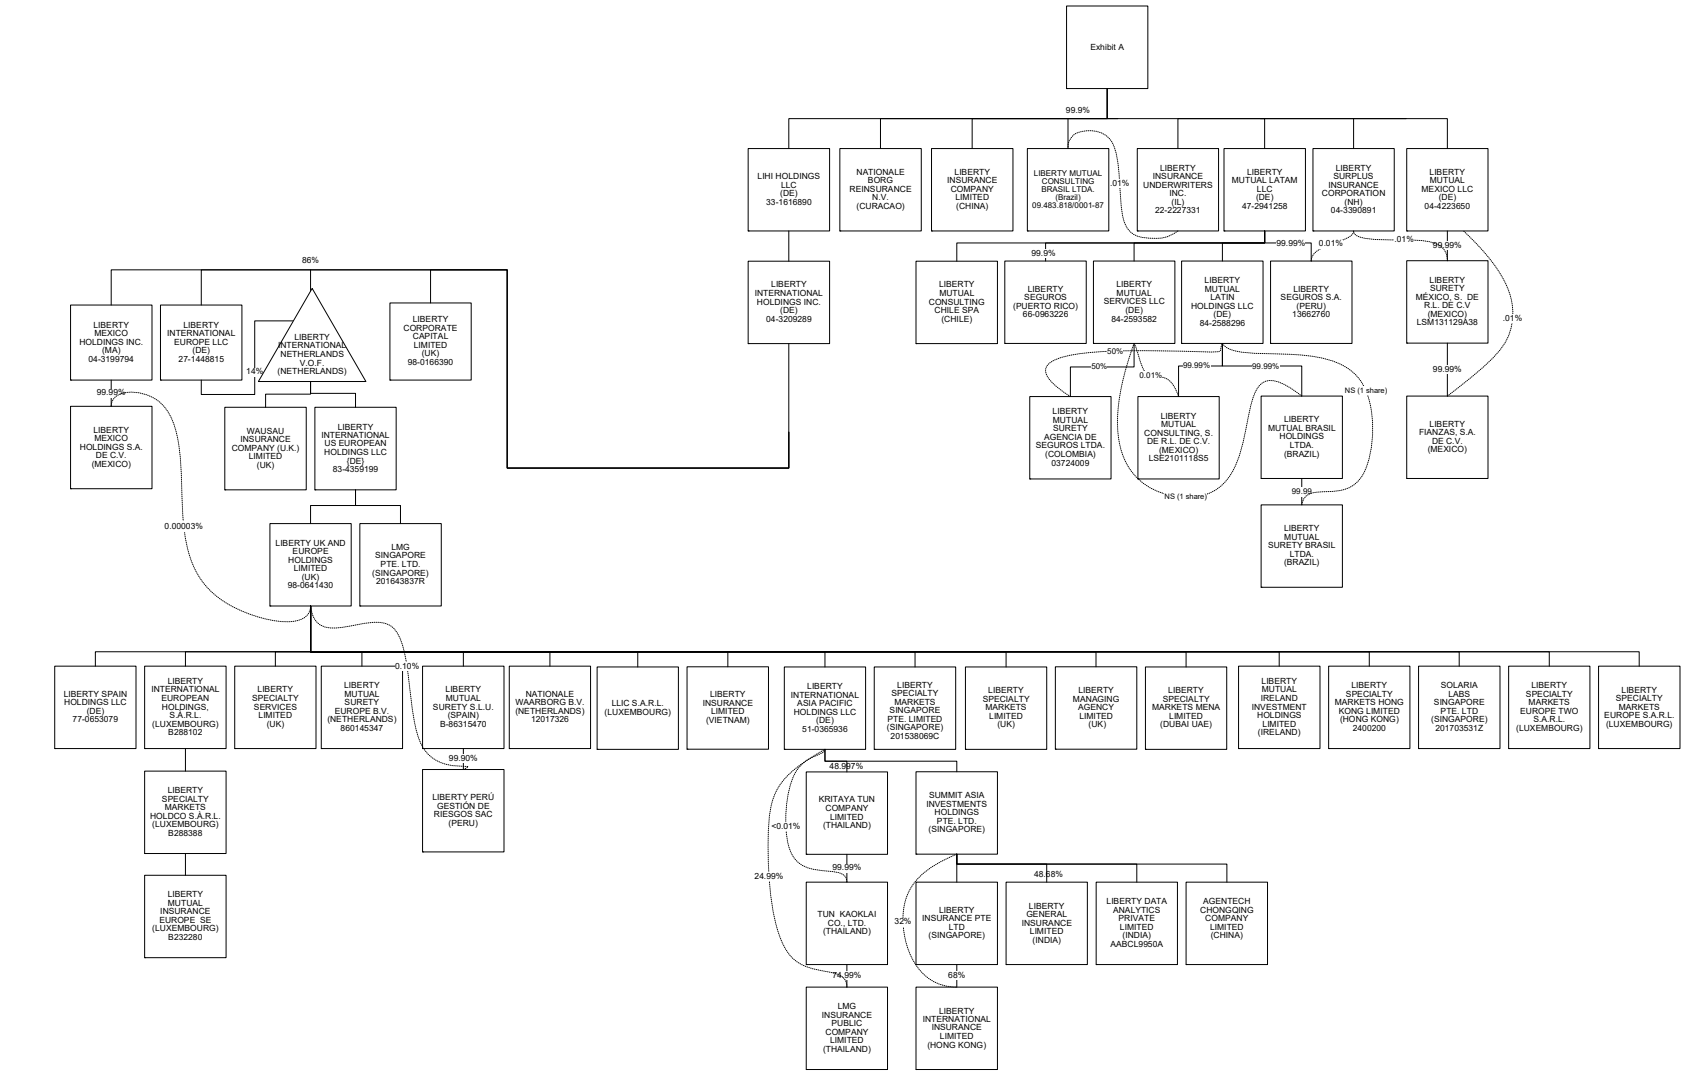 Exhibit A
99.9%
LIHI HOLDINGS
LLC
(DE)
33-1616890
NATIONALE
BORG
REINSURANCE
N.V.
(CURACAO)
LIBERTY
INSURANCE
COMPANY
LIMITED
(CHINA)
LIBERTY MUTUAL
CONSULTING
BRASIL LTDA.
(Brazil)
09.483.818/0001-87
.01%
LIBERTY
INSURANCE
UNDERWRITERS
INC.
(IL)
22-2227331
LIBERTY
MUTUAL LATAM
LLC
(DE)
47-2941258
LIBERTY
SURPLUS
INSURANCE
CORPORATION
(NH)
04-3390891
LIBERTY
MUTUAL
MEXICO LLC
(DE)
04-4223650
99.9%
99.99%
0.01%
.01%
99.99%
86%
LIBERTY
INTERNATIONAL
HOLDINGS INC.
(DE)
04-3209289
LIBERTY
MUTUAL
CONSULTING
CHILE SPA
(CHILE)
LIBERTY
SEGUROS
(PUERTO RICO)
66-0963226
LIBERTY
MUTUAL
SERVICES LLC
(DE)
84-2593582
LIBERTY
MUTUAL
LATIN
HOLDINGS LLC
(DE)
84-2588296
LIBERTY
SEGUROS S.A.
(PERU)
13662760
LIBERTY
SURETY
MÉXICO, S. DE
R.L. DE C.V
(MEXICO)
LSM131129A38
.01%
LIBERTY
MEXICO
HOLDINGS INC.
(MA)
04-3199794
LIBERTY
INTERNATIONAL
EUROPE LLC
(DE)
27-1448815
14%
LIBERTY
INTERNATIONAL
NETHERLANDS
V.O.F.
(NETHERLANDS)
LIBERTY
CORPORATE
CAPITAL
LIMITED
(UK)
98-0166390
50%
50%
0.01%
99.99%
99.99%
NS (1 share)
99.99%
99.99%
LIBERTY
MEXICO
HOLDINGS S.A.
DE C.V.
(MEXICO)
WAUSAU
INSURANCE
COMPANY (U.K.)
LIMITED
(UK)
LIBERTY
INTERNATIONAL
US EUROPEAN
HOLDINGS LLC
(DE)
83-4359199
LIBERTY
MUTUAL
SURETY
AGENCIA DE
SEGUROS LTDA.
(COLOMBIA)
03724009
LIBERTY
MUTUAL
CONSULTING, S.
DE R.L. DE C.V.
(MEXICO)
LSE2101118S5
LIBERTY
MUTUAL BRASIL
HOLDINGS
LTDA.
(BRAZIL)
LIBERTY
FIANZAS, S.A.
DE C.V.
(MEXICO)
NS (1 share)
99.99
LIBERTY
MUTUAL
SURETY BRASIL
LTDA.
(BRAZIL)
0.00003%
LIBERTY UK AND
EUROPE
HOLDINGS
LIMITED
(UK)
98-0641430
LMG
SINGAPORE
PTE. LTD.
(SINGAPORE)
201643837R
0.10%
LIBERTY SPAIN
HOLDINGS LLC
(DE)
77-0653079
LIBERTY
INTERNATIONAL
EUROPEAN
HOLDINGS,
S.À.R.L.
(LUXEMBOURG)
B288102
LIBERTY
SPECIALTY
SERVICES
LIMITED
(UK)
LIBERTY
MUTUAL
SURETY
EUROPE B.V.
(NETHERLANDS)
860145347
LIBERTY
MUTUAL
SURETY S.L.U.
(SPAIN)
B-86315470
NATIONALE
WAARBORG B.V.
(NETHERLANDS)
12017326
LLIC S.A.R.L.
(LUXEMBOURG)
LIBERTY
INSURANCE
LIMITED
(VIETNAM)
LIBERTY
INTERNATIONAL
ASIA PACIFIC
HOLDINGS LLC
(DE)
51-0365936
LIBERTY
SPECIALTY
MARKETS
SINGAPORE
PTE. LIMITED
(SINGAPORE)
201538069C
LIBERTY
SPECIALTY
MARKETS
LIMITED
(UK)
LIBERTY
MANAGING
AGENCY
LIMITED
(UK)
LIBERTY
SPECIALTY
MARKETS MENA
LIMITED
(DUBAI UAE)
LIBERTY
MUTUAL
IRELAND
INVESTMENT
HOLDINGS
LIMITED
(IRELAND)
LIBERTY
SPECIALTY
MARKETS HONG
KONG LIMITED
(HONG KONG)
2400200
SOLARIA
LABS
SINGAPORE
PTE. LTD
(SINGAPORE)
201703531Z
LIBERTY
SPECIALTY
MARKETS
EUROPE TWO
S.A.R.L.
(LUXEMBOURG)
LIBERTY
SPECIALTY
MARKETS
EUROPE S.A.R.L.
(LUXEMBOURG)
99.90%
48.997%
LIBERTY
SPECIALTY
MARKETS
HOLDCO S.À.R.L.
(LUXEMBOURG)
B288388
LIBERTY PERÚ
GESTIÓN DE
RIESGOS SAC
(PERU)
<0.01%
KRITAYA TUN
COMPANY
LIMITED
(THAILAND)
SUMMIT ASIA
INVESTMENTS
HOLDINGS
PTE. LTD.
(SINGAPORE)
24.99%
99.99%
48.68%
LIBERTY
MUTUAL
INSURANCE
EUROPE SE
(LUXEMBOURG)
B232280
TUN KAOKLAI
CO., LTD.
(THAILAND)
32%
LIBERTY
INSURANCE PTE
LTD
(SINGAPORE)
LIBERTY
GENERAL
INSURANCE
LIMITED
(INDIA)
LIBERTY DATA
ANALYTICS
PRIVATE
LIMITED
(INDIA)
AABCL9950A
AGENTECH
CHONGQING
COMPANY
LIMITED
(CHINA)
74.99%
68%
LMG
INSURANCE
PUBLIC
COMPANY
LIMITED
(THAILAND)
LIBERTY
INTERNATIONAL
INSURANCE
LIMITED
(HONG KONG)